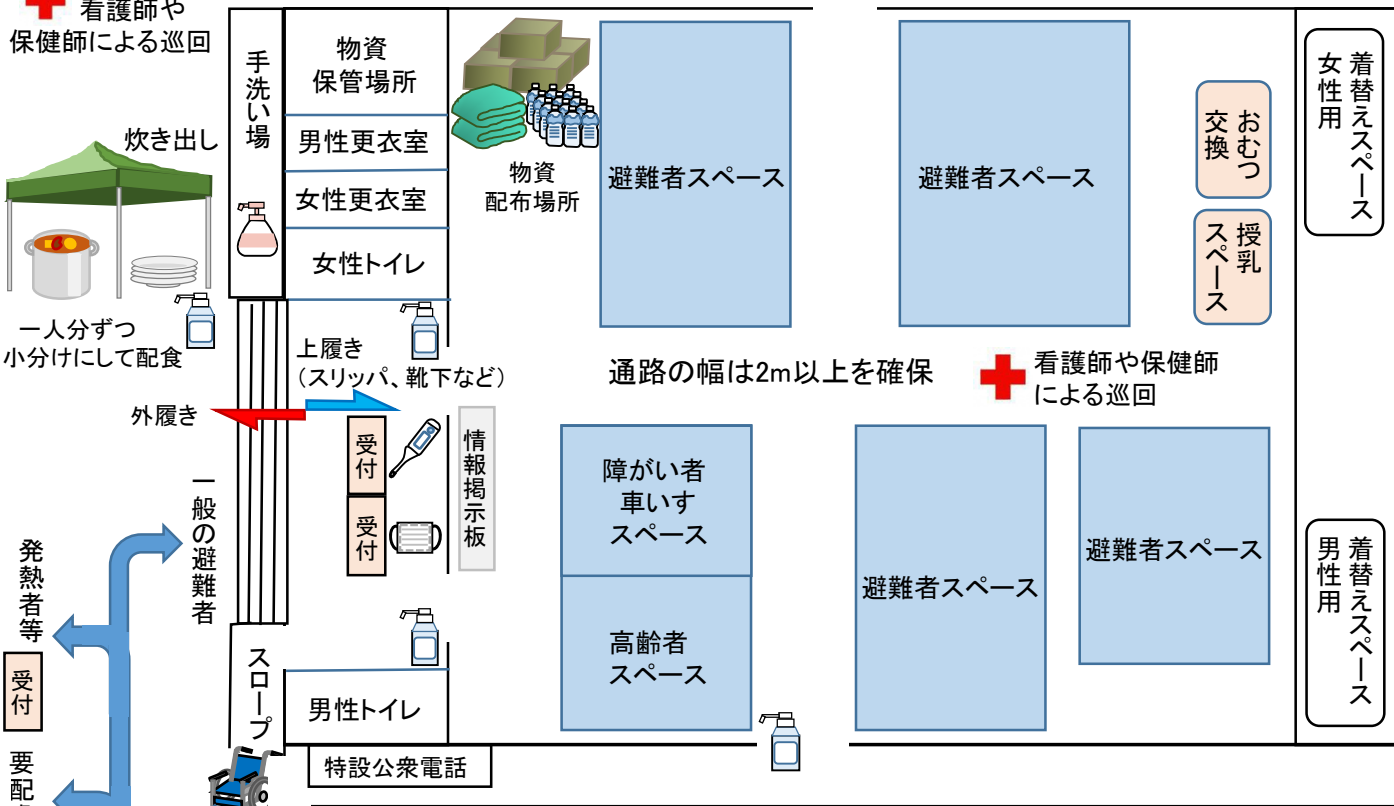 看護師や
保健師による巡回
炊き出し
一人分ずつ
小分けにして配食
手洗い場
物資
保管場所
男性更衣室
女性更衣室
女性トイレ
物資
配布場所
避難者スペース
避難者スペース
おむつ
交換
授乳
スペース
着替えスペース
女性用
上履き
（スリッパ、靴下など）
外履き
通路の幅は2m以上を確保
看護師や保健師
による巡回
受付
受付
情報掲示板
障がい者
車いす
スペース
高齢者
スペース
避難者スペース
避難者スペース
着替えスペース
男性用
一般の避難者
発熱者等
受付
要配
スロープ
男性トイレ
特設公衆電話